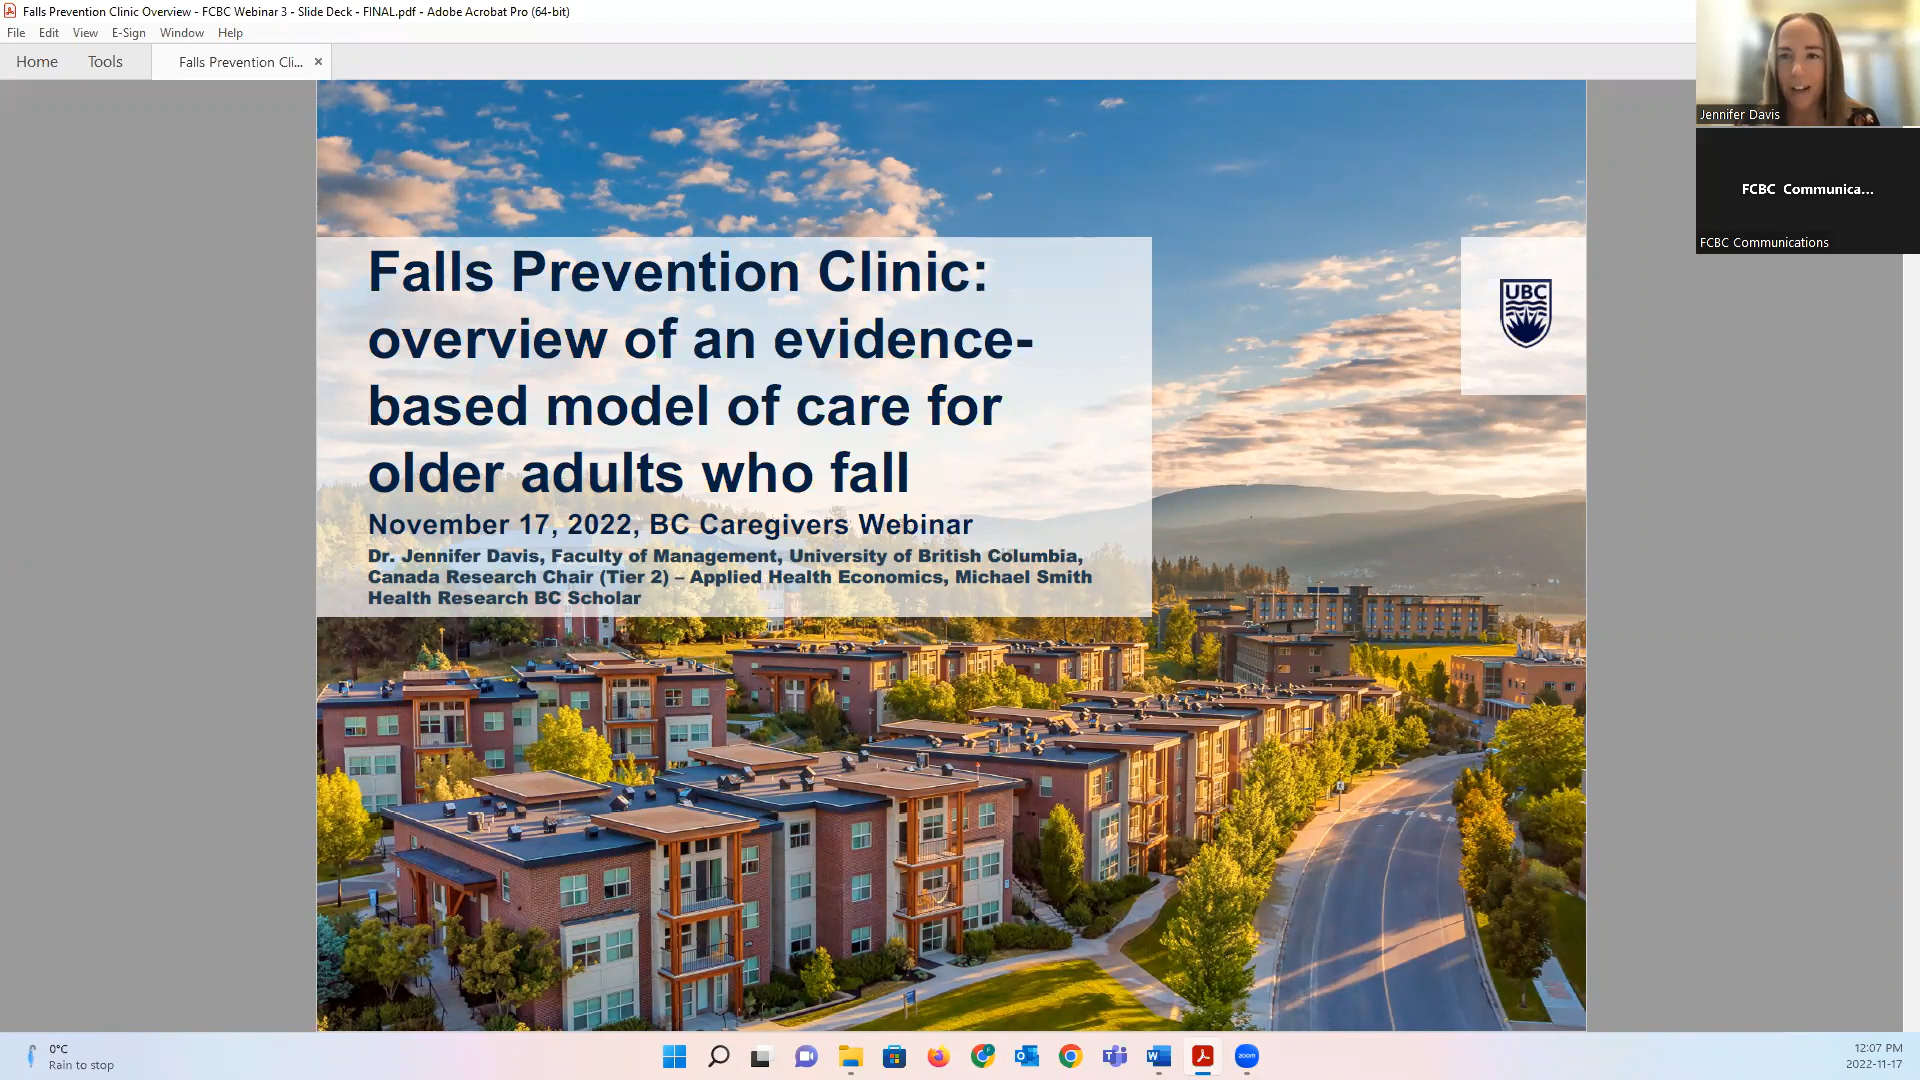 Falls Prevention Clinic Overview - FCBC Webinar 3 - Slide Deck - FINAL.pdf - Adobe Acrobat Pro (64-bit)
File Edit View E-Sign Window Help
Home Tools Falls Prevention Cli... ×
Jennifer Davis
FCBC Communica...
FCBC Communications
Falls Prevention Clinic:
overview of an evidence-
based model of care for
older adults who fall
November 17, 2022, BC Caregivers Webinar
Dr. Jennifer Davis, Faculty of Management, University of British Columbia,
Canada Research Chair (Tier 2) – Applied Health Economics, Michael Smith
Health Research BC Scholar
UBC
0°C
Rain to stop
zoom
12:07 PM
2022-11-17